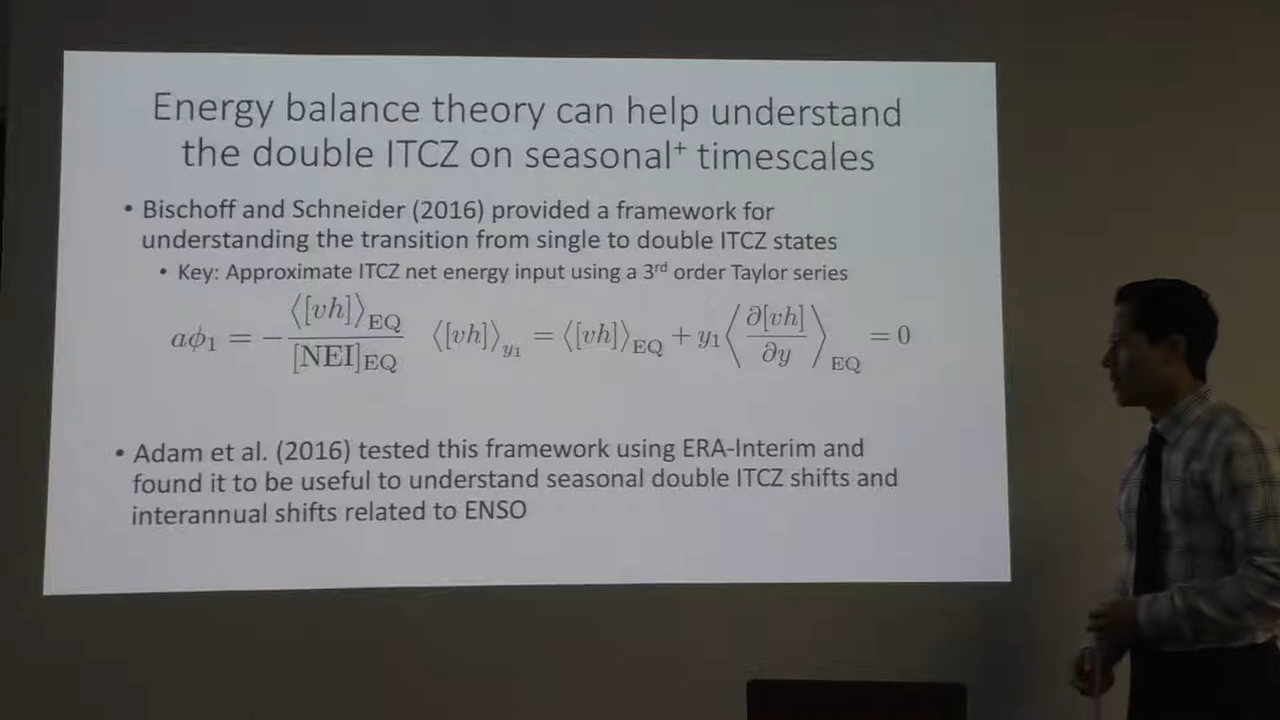 Energy balance theory can help understand
the double ITCZ on seasonal⁺ timescales
• Bischoff and Schneider (2016) provided a framework for
understanding the transition from single to double ITCZ states
• Key: Approximate ITCZ net energy input using a 3rd order Taylor series
aϕ₁ = −⟨[vh]⟩_EQ / [NEI]_EQ   ⟨[vh]⟩_y₁ = ⟨[vh]⟩_EQ + y₁⟨∂[vh]/∂y⟩_EQ = 0
• Adam et al. (2016) tested this framework using ERA-Interim and
found it to be useful to understand seasonal double ITCZ shifts and
interannual shifts related to ENSO